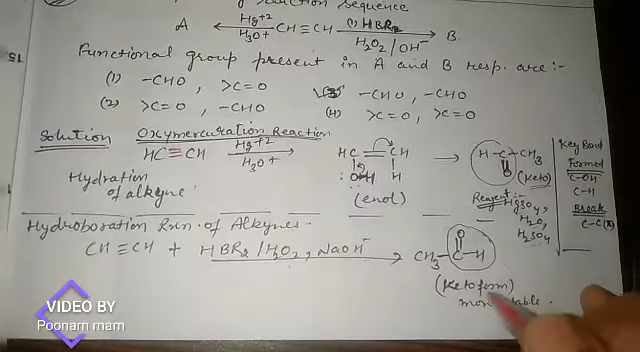 g reaction sequence
A ← Hg+2 / H3O+ CH≡CH (1) HBR2 / H2O2/OH⁻ → B.
Functional group present in A and B resp. are:-
(1) -CHO , >C=O (3) -CHO , -CHO
(2) >C=O , -CHO (4) >C=O , >C=O
15
Solution Oxymercuration Reaction
HC≡CH Hg+2 / H3O+ → HC=CH :OH H (enol) → H-C-CH3 O (Keto)
Hydration of alkyne
Reagent:- HgSO4, H2O, H2SO4
Key Bond
Formed
C-OH
C-H
Break
C-C(π)
Hydroboration Rxn. of Alkynes-
CH≡CH + HBR2/H2O2, NaOH → CH3-C-H O
(Keto form)
more stable.
VIDEO BY
Poonam mam